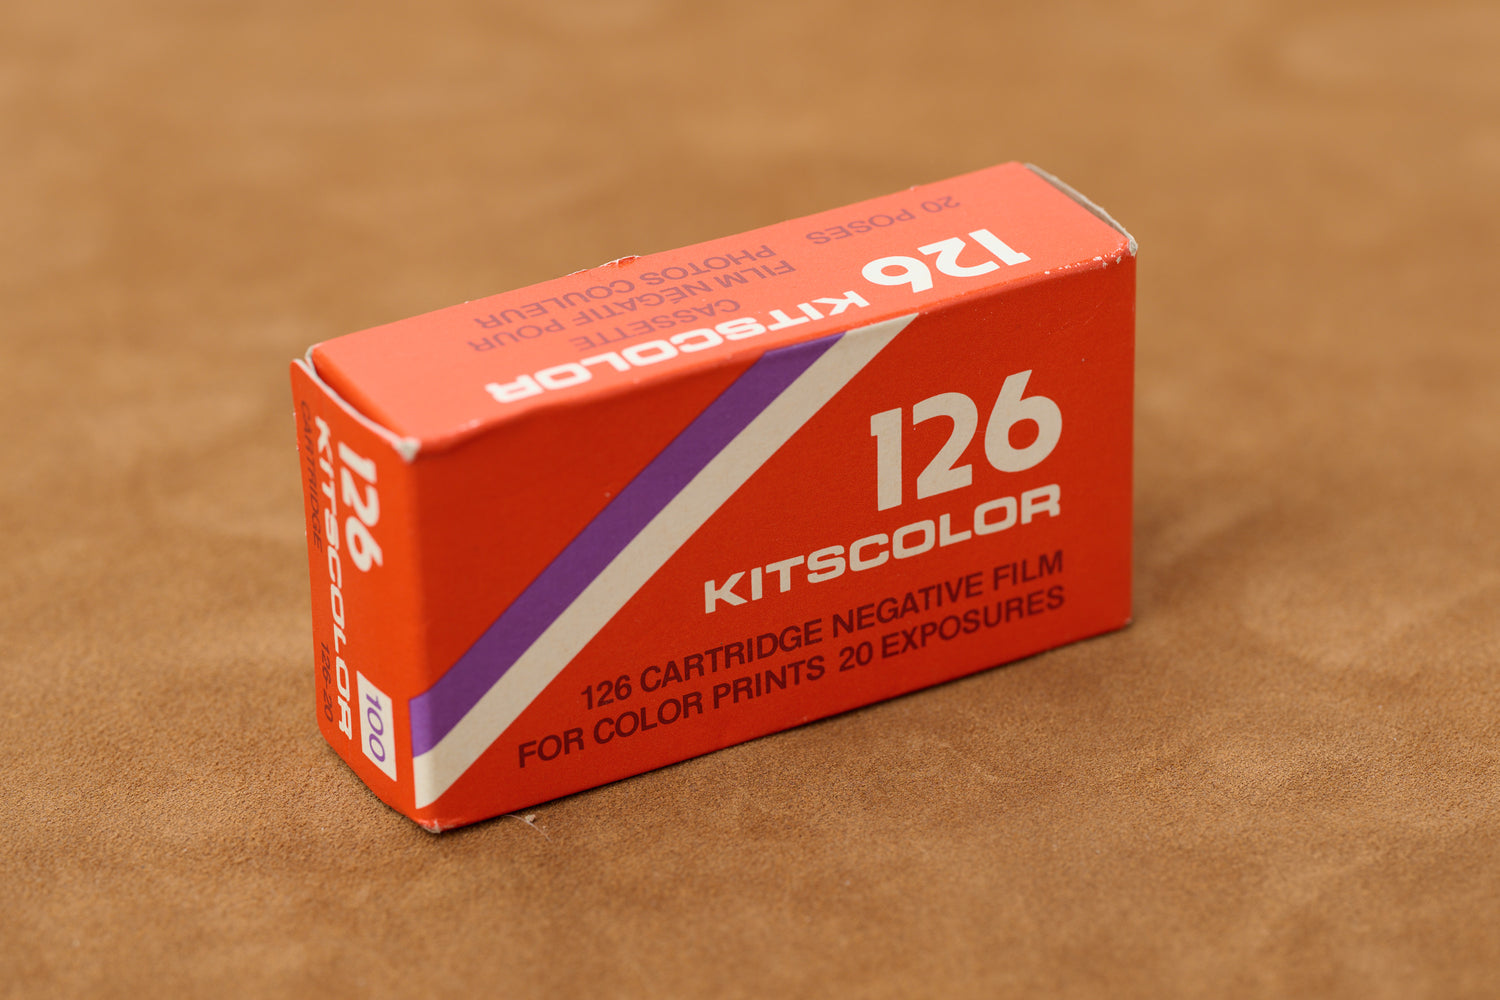 126
KITSCOLOR
126 CARTRIDGE NEGATIVE FILM
FOR COLOR PRINTS 20 EXPOSURES
126 KITSCOLOR
20 POSES
CASSETTE
FILM NEGATIF POUR
PHOTOS COULEUR
126
KITSCOLOR
CARTRIDGE
126-20
100